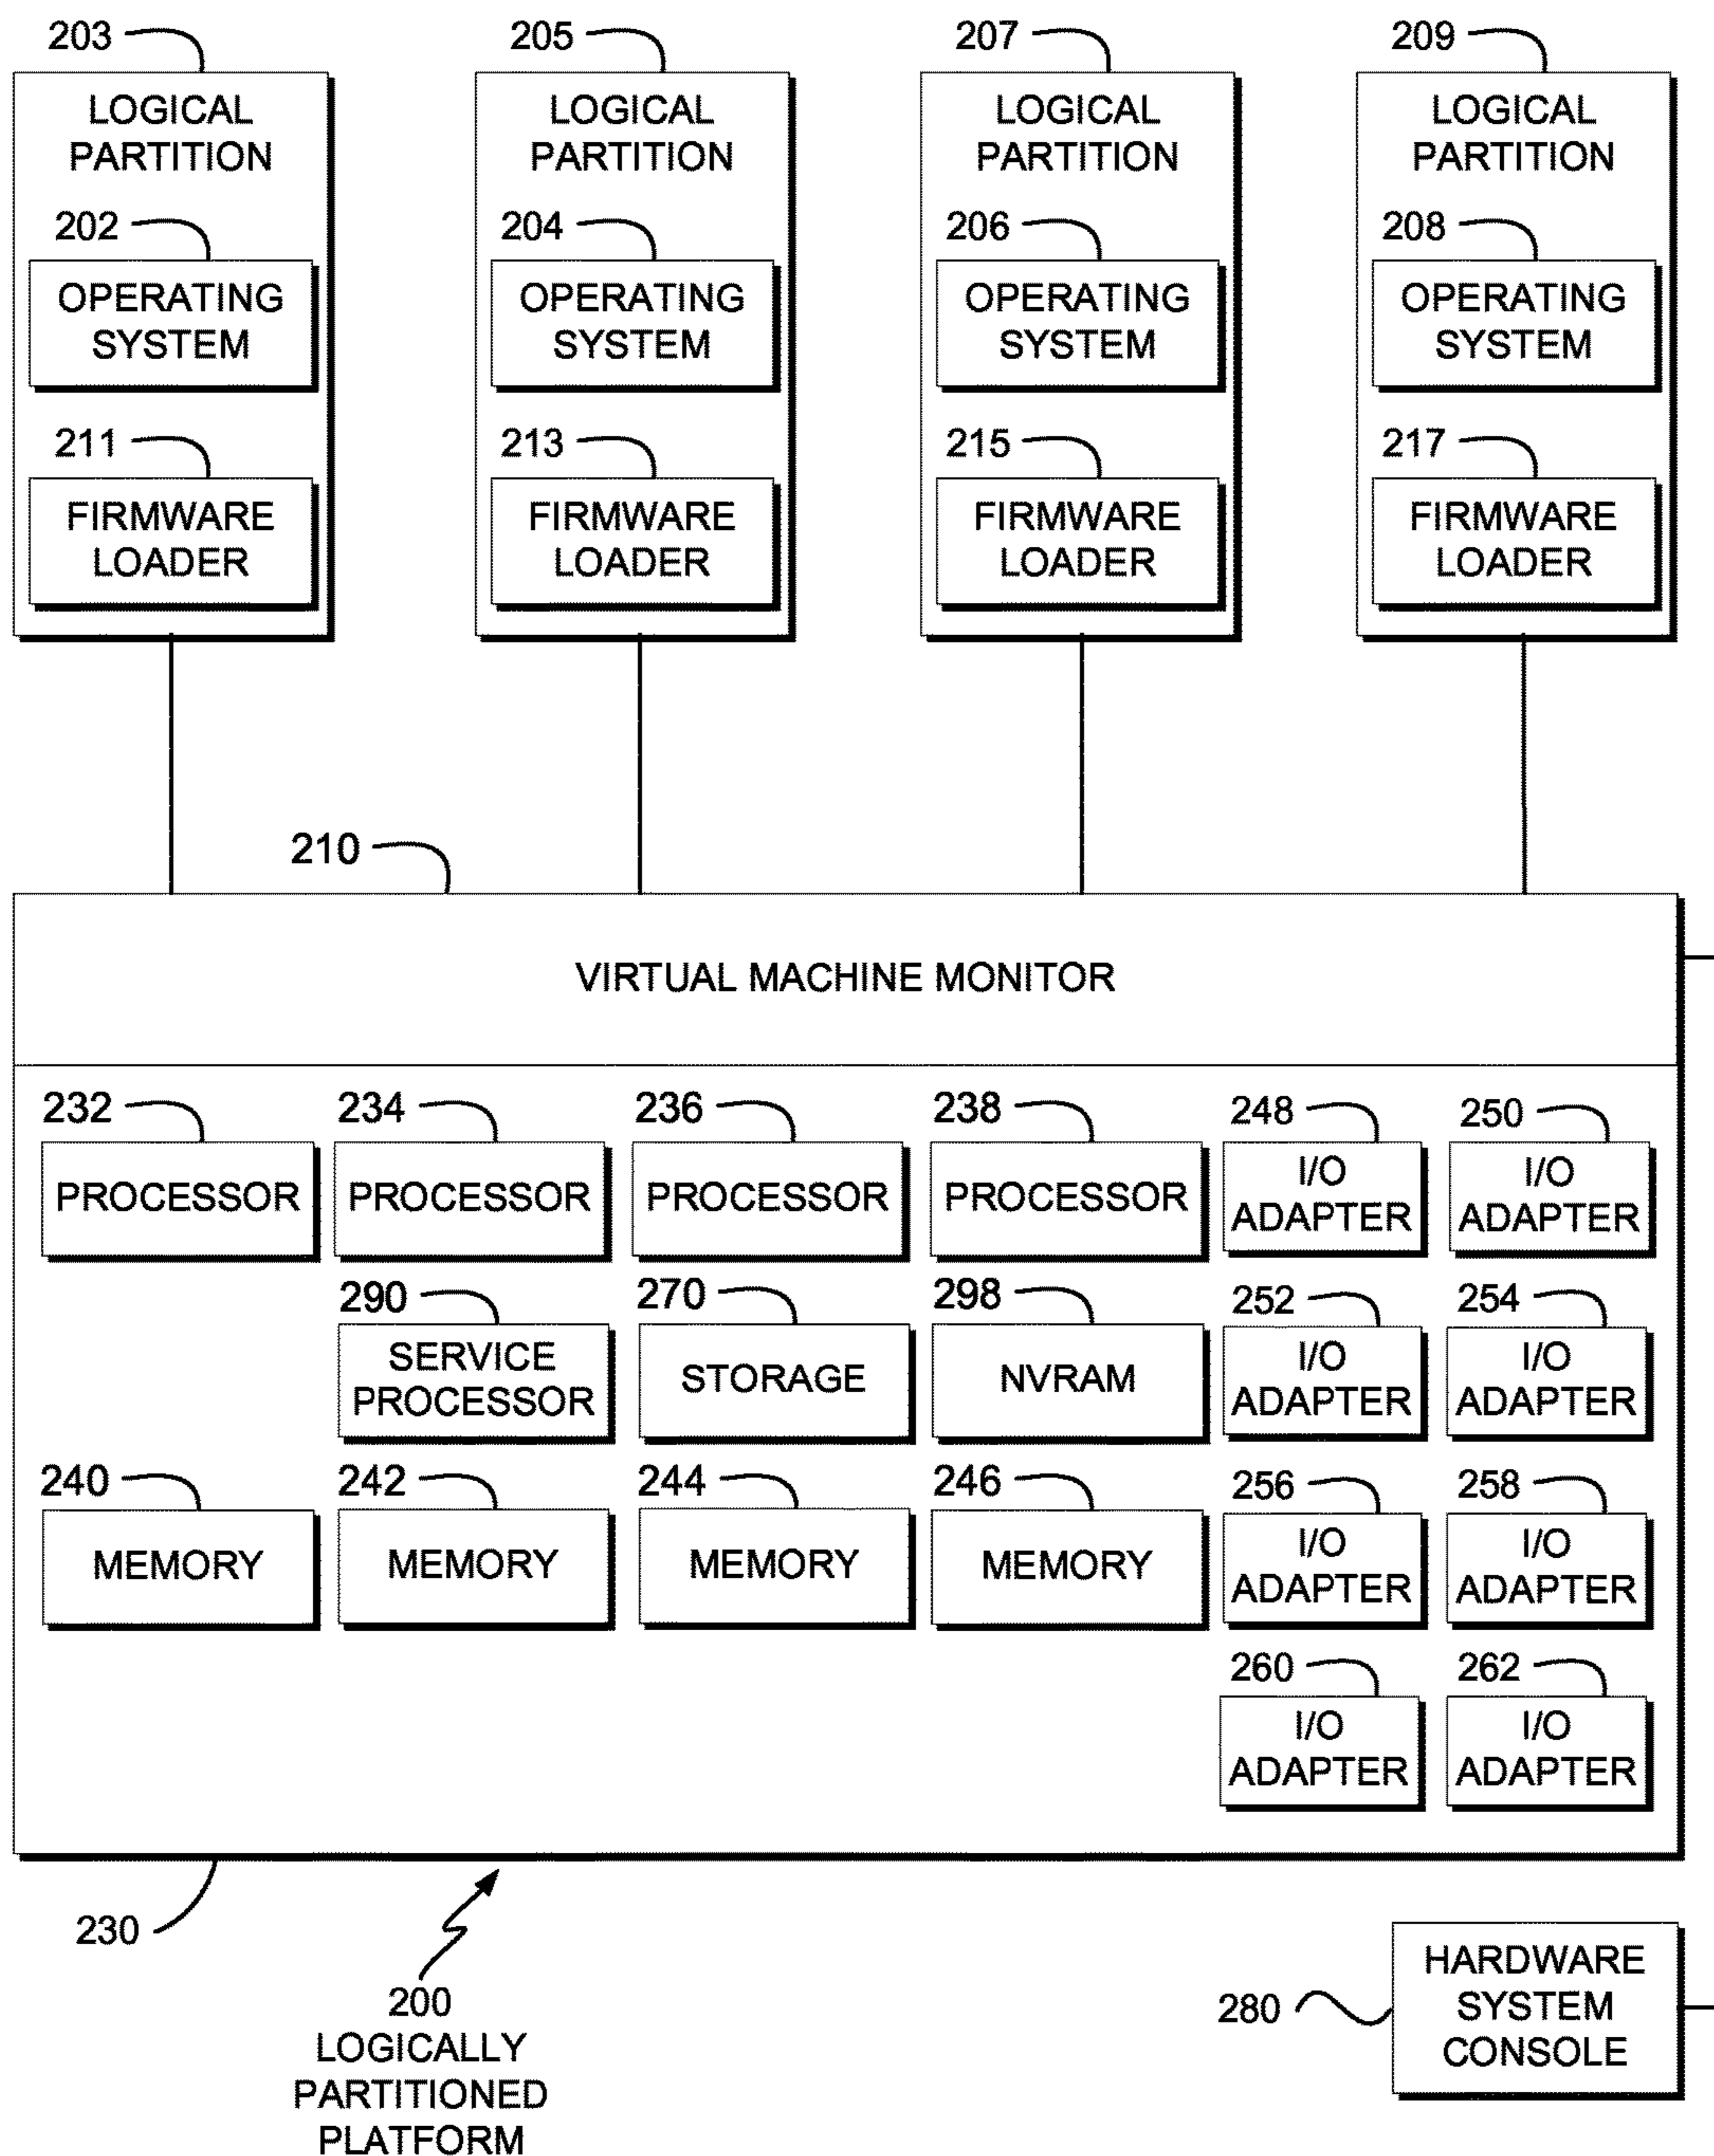 203 205 207 209
LOGICAL LOGICAL LOGICAL LOGICAL
PARTITION PARTITION PARTITION PARTITION
202 204 206 208
OPERATING OPERATING OPERATING OPERATING
SYSTEM SYSTEM SYSTEM SYSTEM
211 213 215 217
FIRMWARE FIRMWARE FIRMWARE FIRMWARE
LOADER LOADER LOADER LOADER
210
VIRTUAL MACHINE MONITOR
232 234 236 238 248 250
PROCESSOR PROCESSOR PROCESSOR PROCESSOR I/O I/O
ADAPTER ADAPTER
290 270 298 252 254
SERVICE STORAGE NVRAM I/O I/O
PROCESSOR ADAPTER ADAPTER
240 242 244 246 256 258
MEMORY MEMORY MEMORY MEMORY I/O I/O
ADAPTER ADAPTER
260 262
I/O I/O
ADAPTER ADAPTER
230
200
LOGICALLY
PARTITIONED
PLATFORM
280
HARDWARE
SYSTEM
CONSOLE